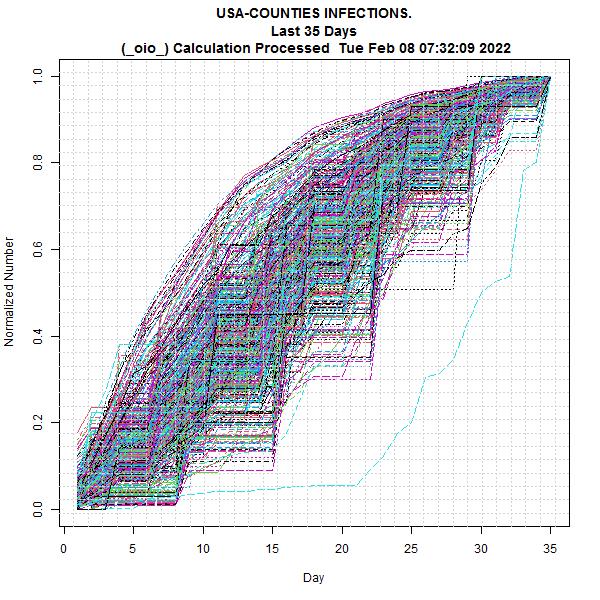 USA-COUNTIES INFECTIONS.
Last 35 Days
(_oio_) Calculation Processed  Tue Feb 08 07:32:09 2022
Normalized Number
1.0
0.8
0.6
0.4
0.2
0.0
0 5 10 15 20 25 30 35
Day